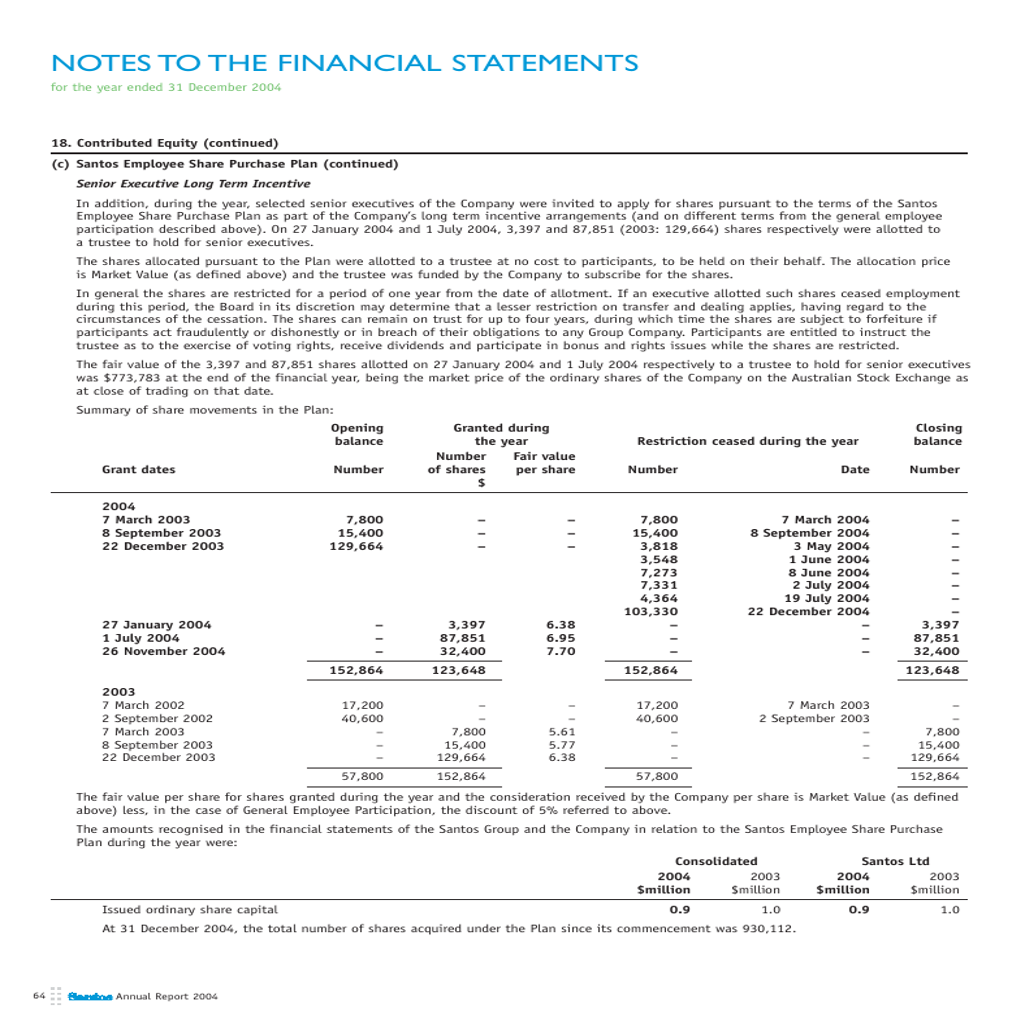 NOTES TO THE FINANCIAL STATEMENTS
for the year ended 31 December 2004
18. Contributed Equity (continued)
(c) Santos Employee Share Purchase Plan (continued)
Senior Executive Long Term Incentive
In addition, during the year, selected senior executives of the Company were invited to apply for shares pursuant to the terms of the Santos
Employee Share Purchase Plan as part of the Company's long term incentive arrangements (and on different terms from the general employee
participation described above). On 27 January 2004 and 1 July 2004, 3,397 and 87,851 (2003: 129,664) shares respectively were allotted to
a trustee to hold for senior executives.
The shares allocated pursuant to the Plan were allotted to a trustee at no cost to participants, to be held on their behalf. The allocation price
is Market Value (as defined above) and the trustee was funded by the Company to subscribe for the shares.
In general the shares are restricted for a period of one year from the date of allotment. If an executive allotted such shares ceased employment
during this period, the Board in its discretion may determine that a lesser restriction on transfer and dealing applies, having regard to the
circumstances of the cessation. The shares can remain on trust for up to four years, during which time the shares are subject to forfeiture if
participants act fraudulently or dishonestly or in breach of their obligations to any Group Company. Participants are entitled to instruct the
trustee as to the exercise of voting rights, receive dividends and participate in bonus and rights issues while the shares are restricted.
The fair value of the 3,397 and 87,851 shares allotted on 27 January 2004 and 1 July 2004 respectively to a trustee to hold for senior executives
was $773,783 at the end of the financial year, being the market price of the ordinary shares of the Company on the Australian Stock Exchange as
at close of trading on that date.
Summary of share movements in the Plan:
Opening Granted during Closing
balance the year Restriction ceased during the year balance
Number Fair value
Grant dates Number of shares per share Number Date Number
$
2004
7 March 2003 7,800 – – 7,800 7 March 2004 –
8 September 2003 15,400 – – 15,400 8 September 2004 –
22 December 2003 129,664 – – 3,818 3 May 2004 –
3,548 1 June 2004 –
7,273 8 June 2004 –
7,331 2 July 2004 –
4,364 19 July 2004 –
103,330 22 December 2004 –
27 January 2004 – 3,397 6.38 – – 3,397
1 July 2004 – 87,851 6.95 – – 87,851
26 November 2004 – 32,400 7.70 – – 32,400
152,864 123,648 152,864 123,648
2003
7 March 2002 17,200 – – 17,200 7 March 2003 –
2 September 2002 40,600 – – 40,600 2 September 2003 –
7 March 2003 – 7,800 5.61 – – 7,800
8 September 2003 – 15,400 5.77 – – 15,400
22 December 2003 – 129,664 6.38 – – 129,664
57,800 152,864 57,800 152,864
The fair value per share for shares granted during the year and the consideration received by the Company per share is Market Value (as defined
above) less, in the case of General Employee Participation, the discount of 5% referred to above.
The amounts recognised in the financial statements of the Santos Group and the Company in relation to the Santos Employee Share Purchase
Plan during the year were:
Consolidated Santos Ltd
2004 2003 2004 2003
$million $million $million $million
Issued ordinary share capital 0.9 1.0 0.9 1.0
At 31 December 2004, the total number of shares acquired under the Plan since its commencement was 930,112.
64 Santos Annual Report 2004